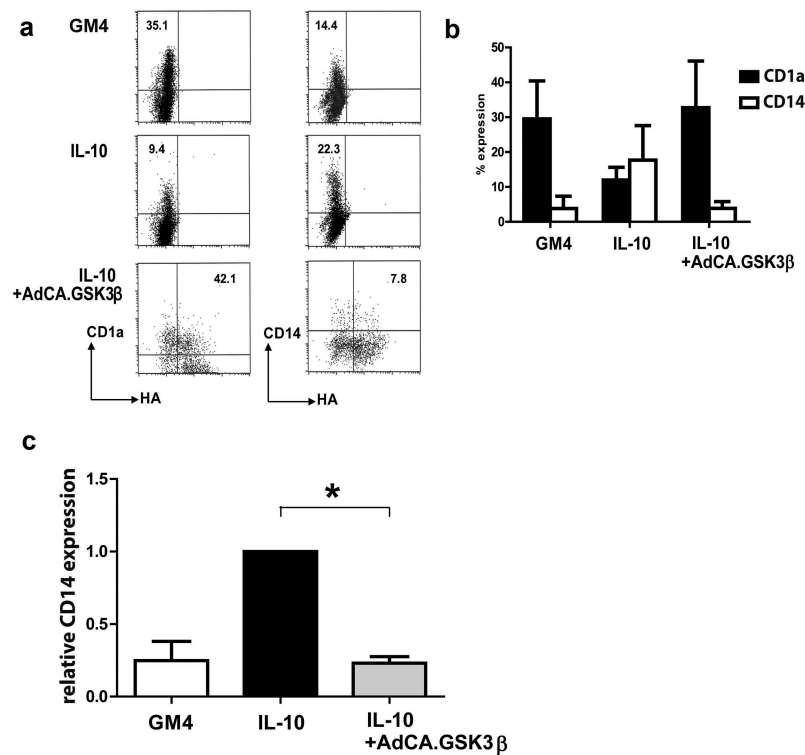 a
GM4
35.1
14.4
IL-10
9.4
22.3
IL-10
+AdCA.GSK3β
42.1
7.8
CD1a
HA
CD14
HA
b
% expression
50
40
30
20
10
0
GM4
IL-10
IL-10
+AdCA.GSK3β
CD1a
CD14
c
relative CD14 expression
1.5
1.0
0.5
0.0
*
GM4
IL-10
IL-10
+AdCA.GSK3β